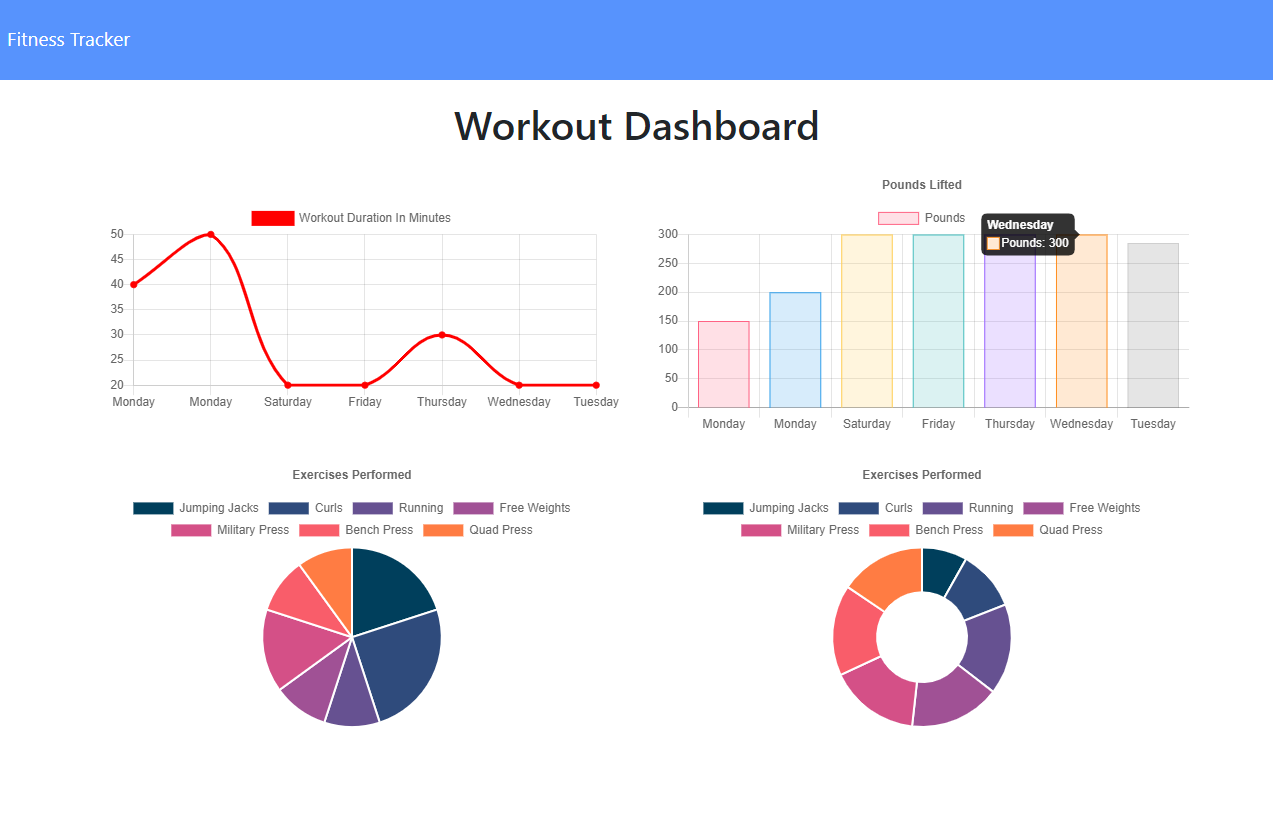 Fitness Tracker
Workout Dashboard
Workout Duration In Minutes
50
45
40
35
30
25
20
Monday Monday Saturday Friday Thursday Wednesday Tuesday
Pounds Lifted
Pounds
Wednesday
Pounds: 300
300
250
200
150
100
50
0
Monday Monday Saturday Friday Thursday Wednesday Tuesday
Exercises Performed
Jumping Jacks Curls Running Free Weights
Military Press Bench Press Quad Press
Exercises Performed
Jumping Jacks Curls Running Free Weights
Military Press Bench Press Quad Press